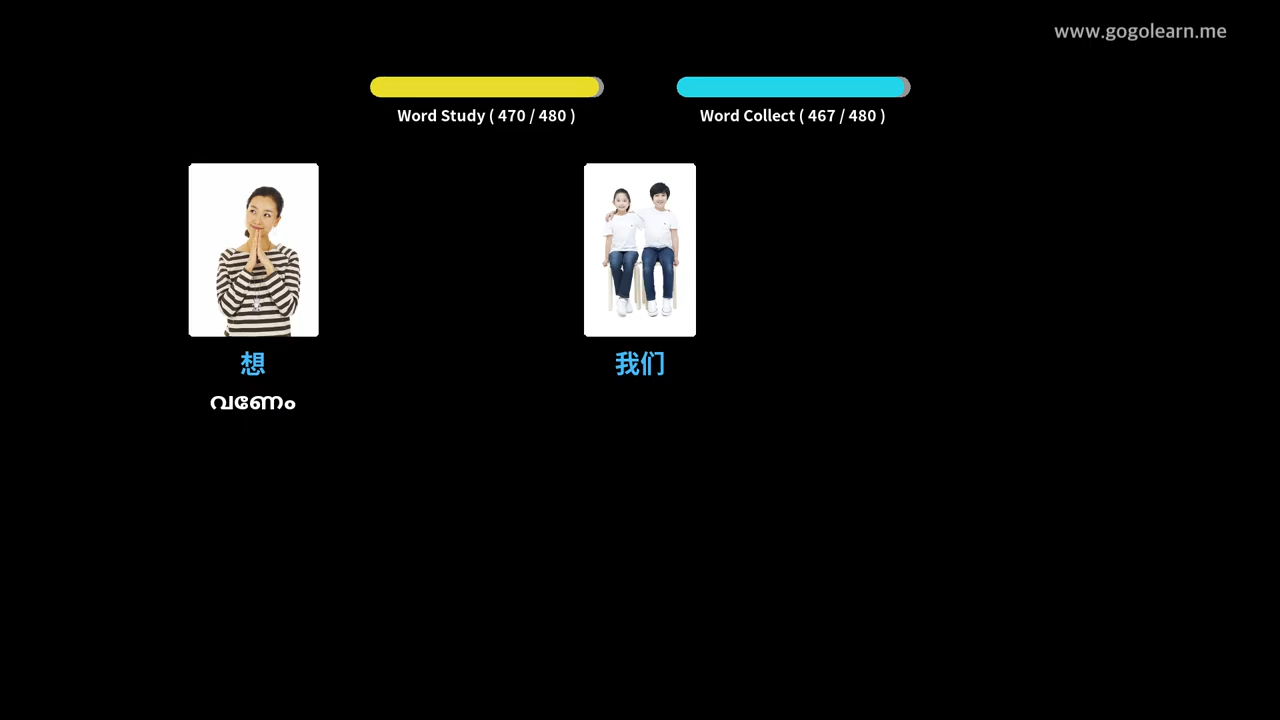 www.gogolearn.me
Word Study ( 470 / 480 )
Word Collect ( 467 / 480 )
想
我们
വണേം